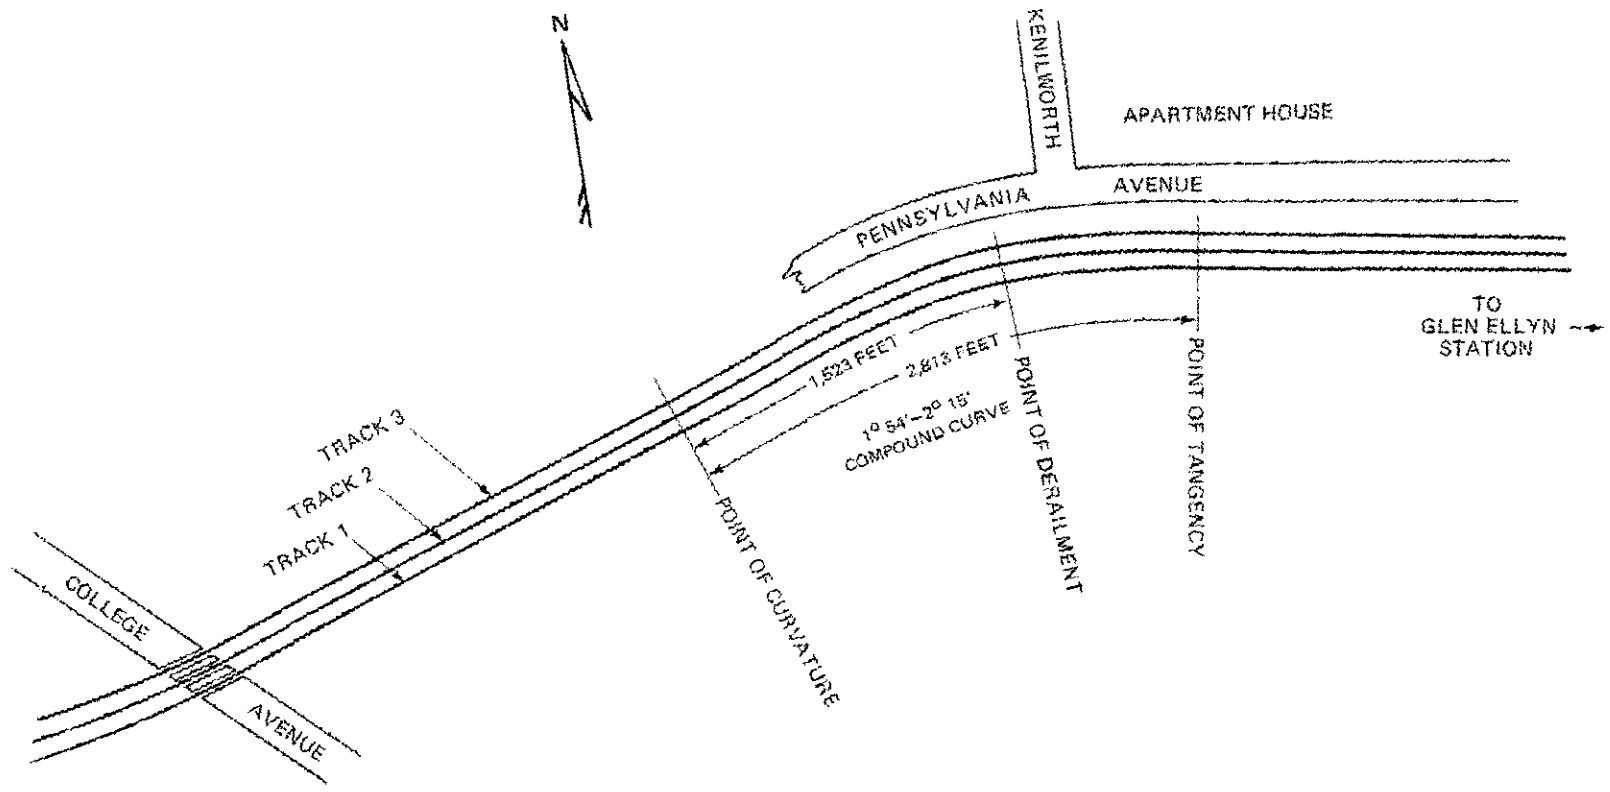 N
KENILWORTH
APARTMENT HOUSE
PENNSYLVANIA AVENUE
TO
GLEN ELLYN
STATION
1,523 FEET
2,813 FEET
1° 54'–2° 15'
COMPOUND CURVE
POINT OF DERAILMENT
POINT OF TANGENCY
POINT OF CURVATURE
TRACK 3
TRACK 2
TRACK 1
COLLEGE
AVENUE